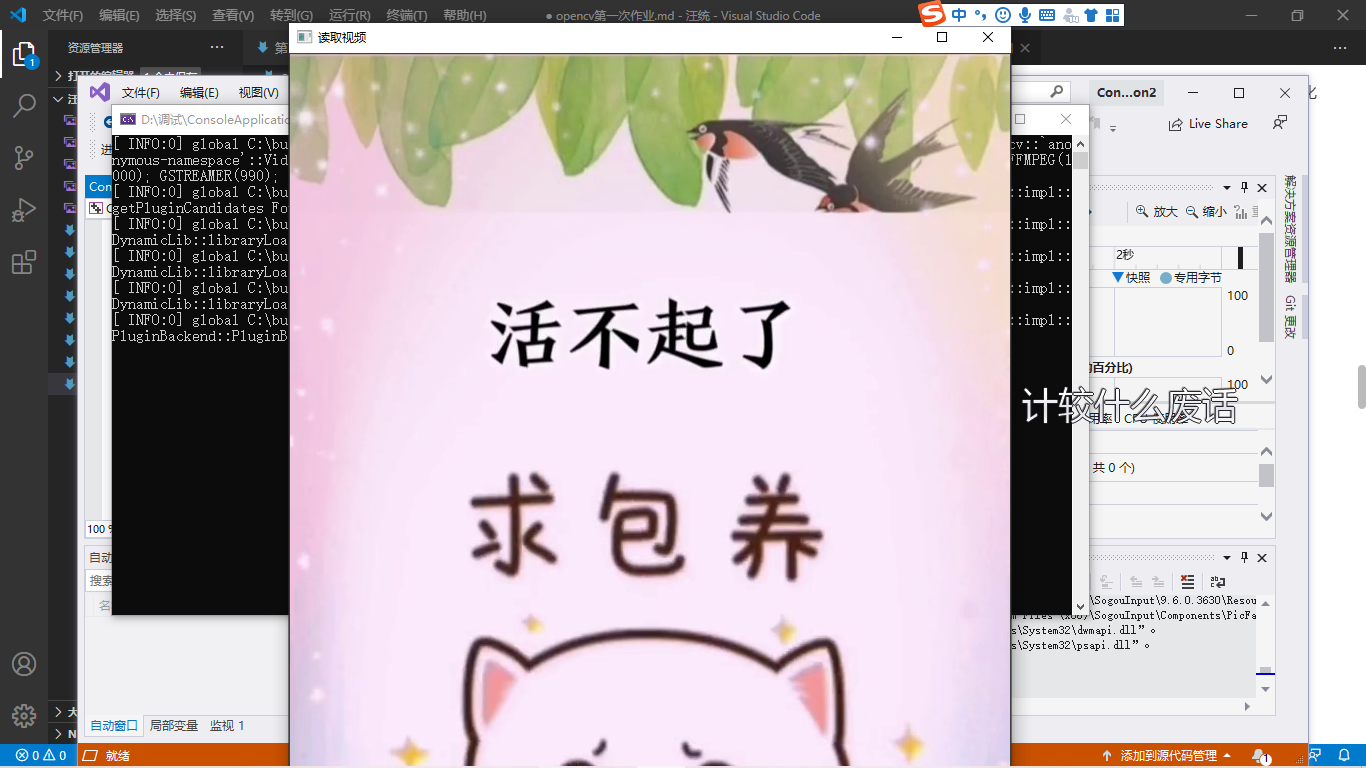 文件(F) 编辑(E) 选择(S) 查看(V) 转到(G) 运行(R) 终端(T) 帮助(H)
● opencv第一次作业.md - 汪统 - Visual Studio Code
中
资源管理器
1
读取视频
文件(F) 编辑(E) 视图(V)
Con...on2
Live Share
D:\调试\ConsoleApplicatio
[ INFO:0] global C:\bu
nymous-namespace'::Vid
000); GSTREAMER(990);
[ INFO:0] global C:\bu
getPluginCandidates Fo
[ INFO:0] global C:\bu
DynamicLib::libraryLoa
[ INFO:0] global C:\bu
DynamicLib::libraryLoa
[ INFO:0] global C:\bu
DynamicLib::libraryLoa
[ INFO:0] global C:\bu
PluginBackend::PluginB
cv::`ano
FFMPEG(1
::impl::
::impl::
::impl::
::impl::
::impl::
Con
活不起了
求包养
计较什么废话
放大 缩小
2秒
快照 专用字节
100
0
的百分比)
100
共 0 个)
解决方案资源管理器
Git 更改
\SogouInput\9.6.0.3630\Resou
\SogouInput\Components\PicFa
s\System32\dwmapi.dll”。
s\System32\psapi.dll”。
100 %
自动
搜索
名
自动窗口 局部变量 监视 1
大
0 0 就绪
添加到源代码管理
1